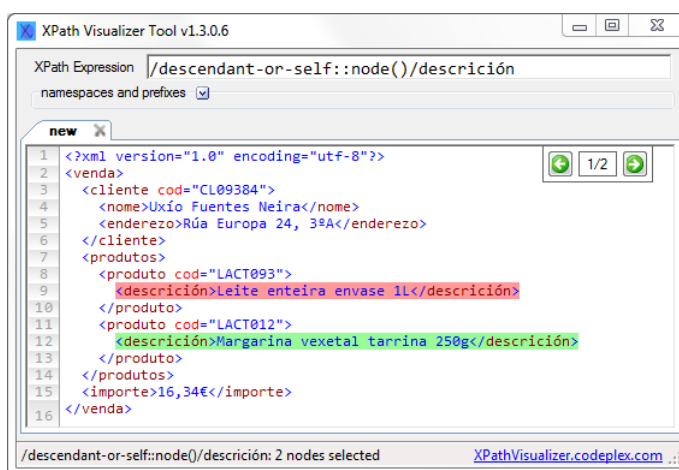 XPath Visualizer Tool v1.3.0.6
XPath Expression /descendant-or-self::node()/descrición
namespaces and prefixes
new
1/2
1 <?xml version="1.0" encoding="utf-8"?>
2 <venda>
3 <cliente cod="CL09384">
4 <nome>Uxío Fuentes Neira</nome>
5 <enderezo>Rúa Europa 24, 3ªA</enderezo>
6 </cliente>
7 <produtos>
8 <produto cod="LACT093">
9 <descrición>Leite enteira envase 1L</descrición>
10 </produto>
11 <produto cod="LACT012">
12 <descrición>Margarina vexetal tarrina 250g</descrición>
13 </produto>
14 </produtos>
15 <importe>16,34€</importe>
16 </venda>
/descendant-or-self::node()/descrición: 2 nodes selected XPathVisualizer.codeplex.com